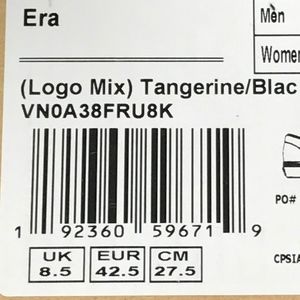 Era
Men
Women
(Logo Mix) Tangerine/Blac
VN0A38FRU8K
1 92360 59671 9
PO#
UK EUR CM
8.5 42.5 27.5
CPSIA